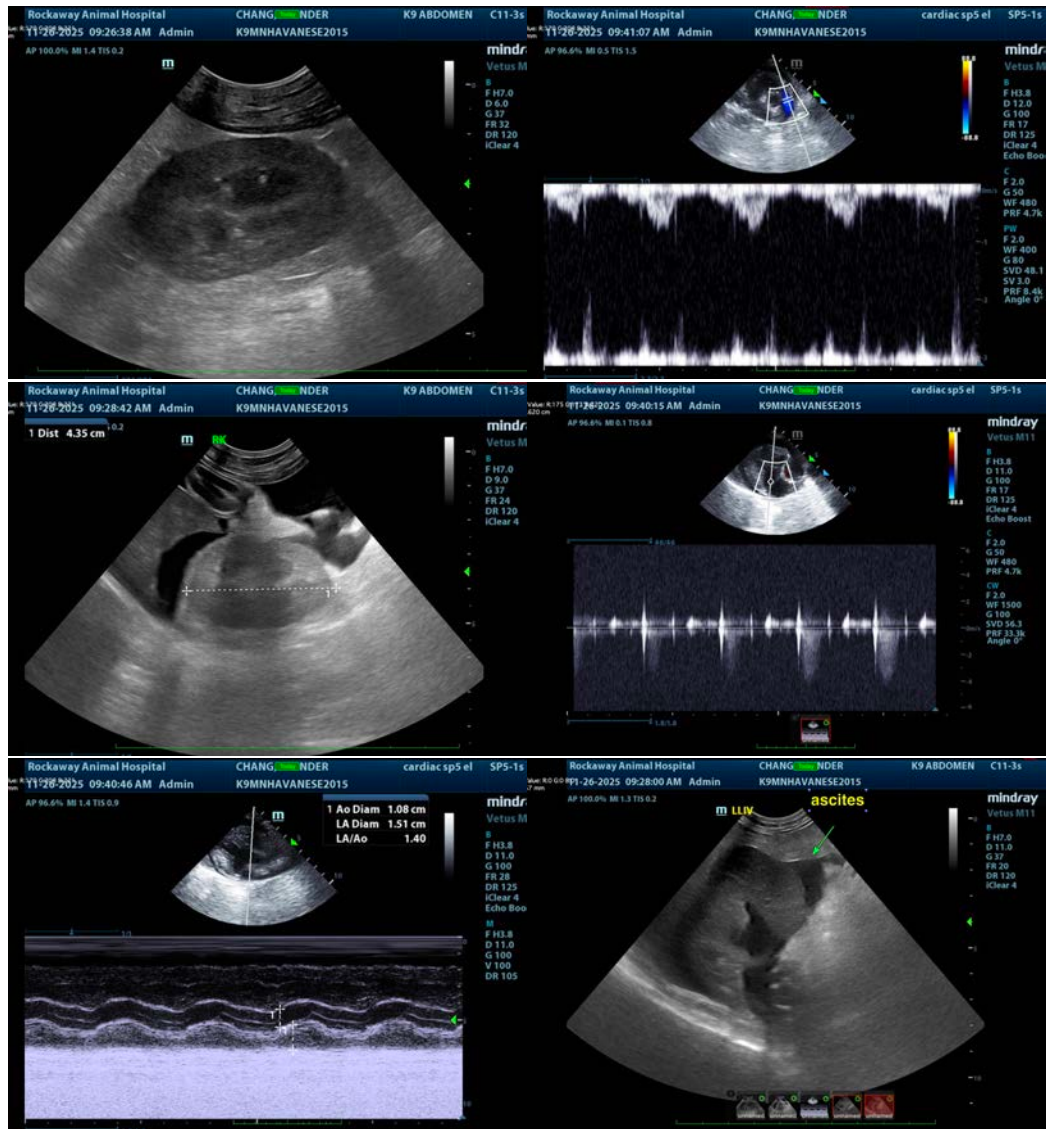 Rockaway Animal Hospital CHANG, NDER K9 ABDOMEN C11-3s
11-26-2025 09:26:38 AM Admin K9MNHAVANESE2015
AP 100.0% MI 1.4 TIS 0.2
mindray
Vetus M
B
F H7.0
D 6.0
G 37
FR 32
DR 120
iClear 4
Rockaway Animal Hospital CHANG, NDER cardiac sp5 el SP5-1s
11-26-2025 09:41:07 AM Admin K9MNHAVANESE2015
AP 96.6% MI 0.5 TIS 1.5
mindray
Vetus M
B
F H3.8
D 12.0
G 100
FR 17
DR 125
iClear 4
Echo Boost
C
F 2.0
G 50
WF 480
PRF 4.7k
PW
F 2.0
WF 400
G 80
SVD 48.1
SV 3.0
PRF 8.4k
Angle 0°
Rockaway Animal Hospital CHANG, NDER K9 ABDOMEN C11-3s
11-26-2025 09:28:42 AM Admin K9MNHAVANESE2015
1 Dist 4.35 cm
RK
mindray
Vetus M
B
F H7.0
D 9.0
G 37
FR 24
DR 120
iClear 4
Rockaway Animal Hospital CHANG, NDER cardiac sp5 el SP5-1s
11-26-2025 09:40:15 AM Admin K9MNHAVANESE2015
AP 96.6% MI 0.1 TIS 0.8
mindray
Vetus M11
B
F H3.8
D 11.0
G 100
FR 17
DR 125
iClear 4
Echo Boost
C
F 2.0
G 50
WF 480
PRF 4.7k
CW
F 2.0
WF 1500
G 100
SVD 56.3
PRF 33.3k
Angle 0°
Rockaway Animal Hospital CHANG, NDER cardiac sp5 el SP5-1s
11-26-2025 09:40:46 AM Admin K9MNHAVANESE2015
AP 96.6% MI 1.4 TIS 0.9
1 Ao Diam 1.08 cm
LA Diam 1.51 cm
LA/Ao 1.40
mindray
Vetus M11
B
F H3.8
D 11.0
G 100
FR 28
DR 125
iClear 4
Echo Boost
M
F H3.8
D 11.0
G 100
V 100
DR 105
Rockaway Animal Hospital CHANG, NDER K9 ABDOMEN C11-3s
11-26-2025 09:28:00 AM Admin K9MNHAVANESE2015
AP 100.0% MI 1.3 TIS 0.2
LLIV
ascites
mindray
Vetus M11
B
F H7.0
D 11.0
G 37
FR 20
DR 120
iClear 4